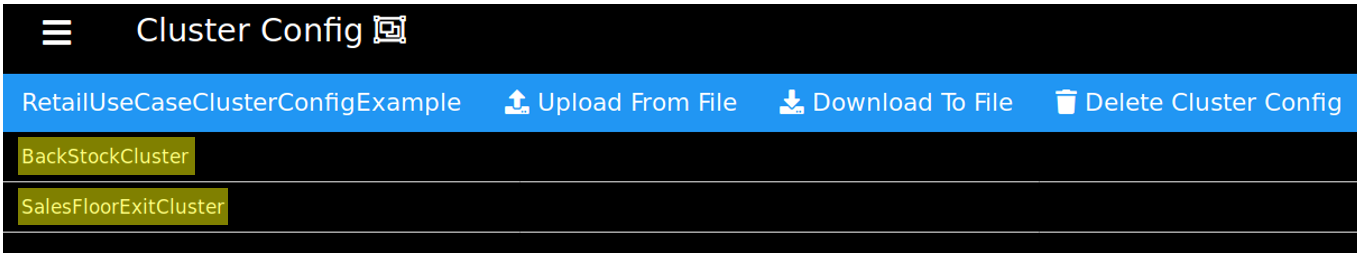 Cluster Config
RetailUseCaseClusterConfigExample Upload From File Download To File Delete Cluster Config
BackStockCluster
SalesFloorExitCluster